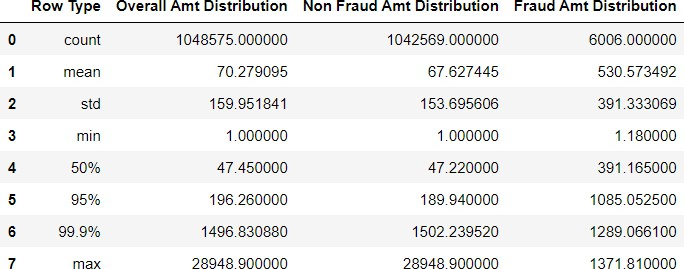 Row Type Overall Amt Distribution Non Fraud Amt Distribution Fraud Amt Distribution
0 count 1048575.000000 1042569.000000 6006.000000
1 mean 70.279095 67.627445 530.573492
2 std 159.951841 153.695606 391.333069
3 min 1.000000 1.000000 1.180000
4 50% 47.450000 47.220000 391.165000
5 95% 196.260000 189.940000 1085.052500
6 99.9% 1496.830880 1502.239520 1289.066100
7 max 28948.900000 28948.900000 1371.810000